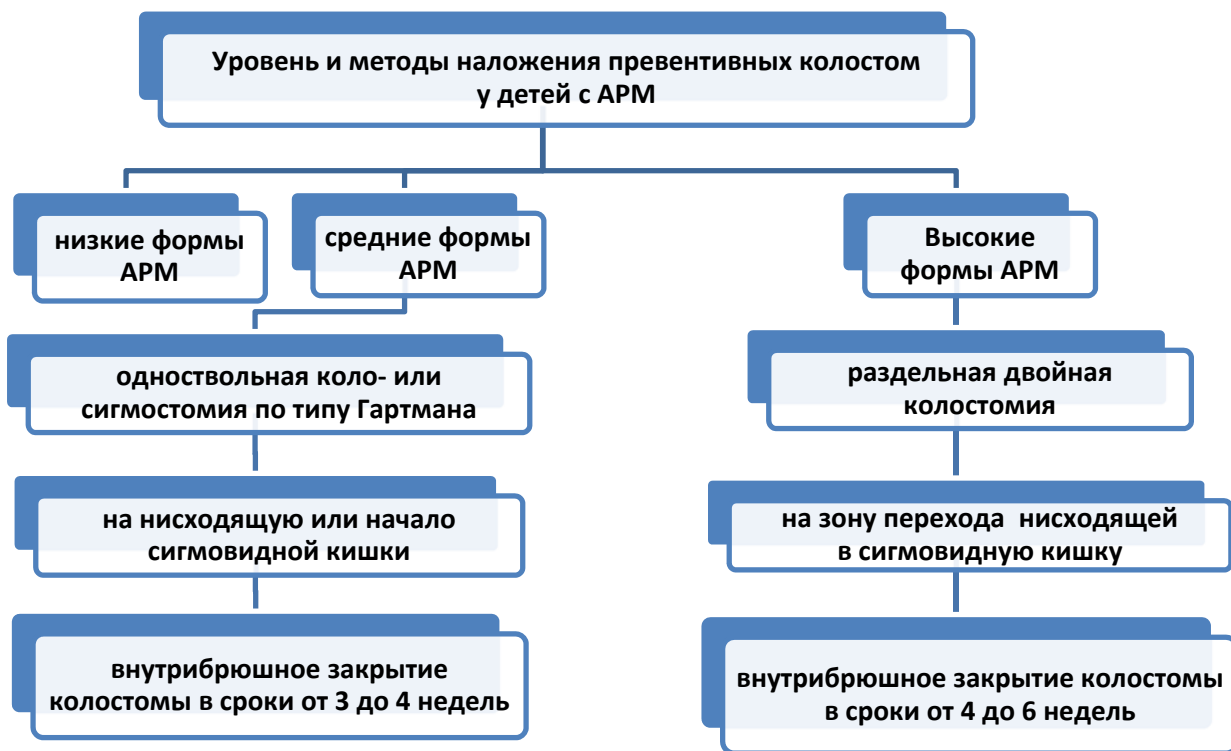 Уровень и методы наложения превентивных колостом
у детей с АРМ
низкие формы
АРМ
средние формы
АРМ
Высокие
формы АРМ
одноствольная коло- или
сигмостомия по типу Гартмана
раздельная двойная
колостомия
на нисходящую или начало
сигмовидной кишки
на зону перехода нисходящей
в сигмовидную кишку
внутрибрюшное закрытие
колостомы в сроки от 3 до 4 недель
внутрибрюшное закрытие колостомы
в сроки от 4 до 6 недель